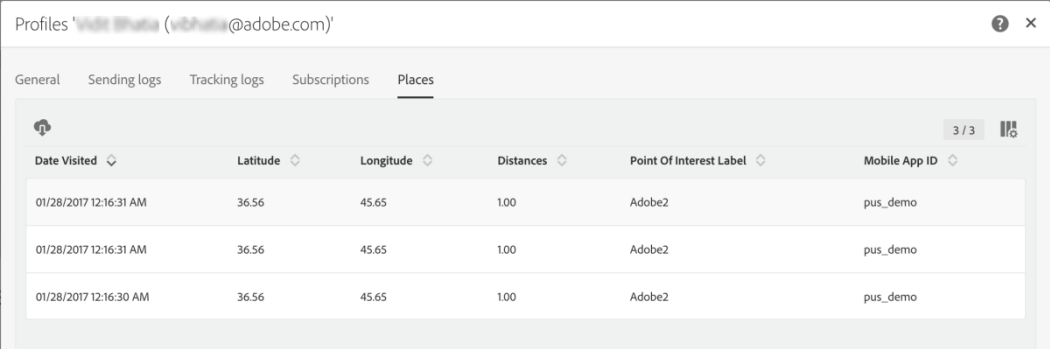 Profiles ' (@adobe.com)'
General Sending logs Tracking logs Subscriptions Places
3 / 3
Date Visited Latitude Longitude Distances Point Of Interest Label Mobile App ID
01/28/2017 12:16:31 AM 36.56 45.65 1.00 Adobe2 pus_demo
01/28/2017 12:16:31 AM 36.56 45.65 1.00 Adobe2 pus_demo
01/28/2017 12:16:30 AM 36.56 45.65 1.00 Adobe2 pus_demo